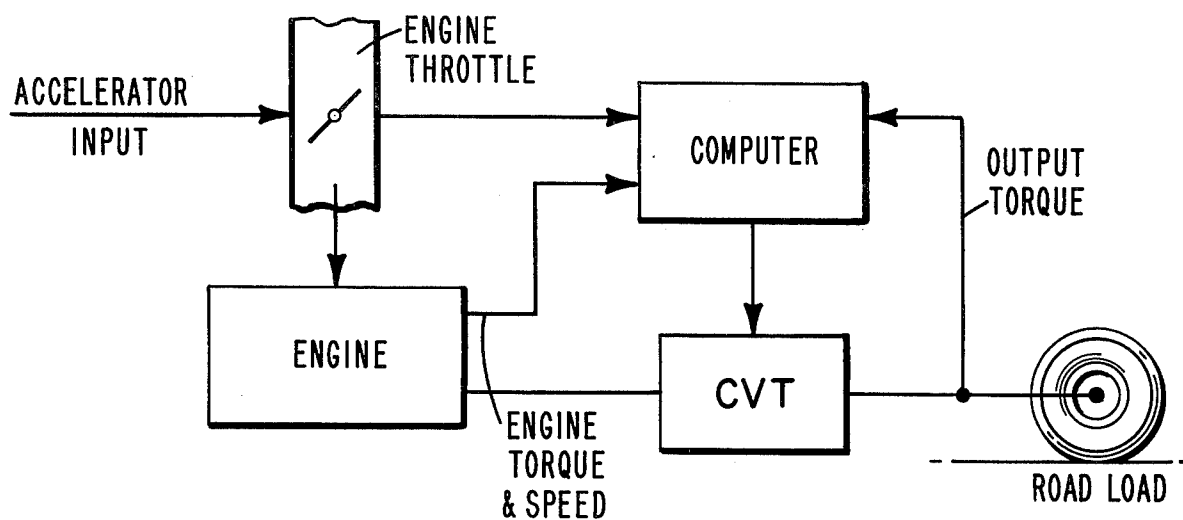 ENGINE
THROTTLE
ACCELERATOR
INPUT
COMPUTER
OUTPUT
TORQUE
ENGINE
CVT
ENGINE
TORQUE
& SPEED
ROAD LOAD